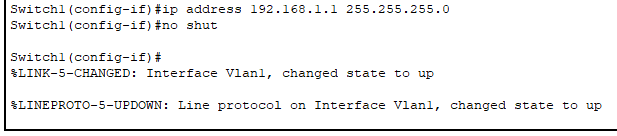 Switch1(config-if)#ip address 192.168.1.1 255.255.255.0
Switch1(config-if)#no shut
Switch1(config-if)#
%LINK-5-CHANGED: Interface Vlan1, changed state to up
%LINEPROTO-5-UPDOWN: Line protocol on Interface Vlan1, changed state to up